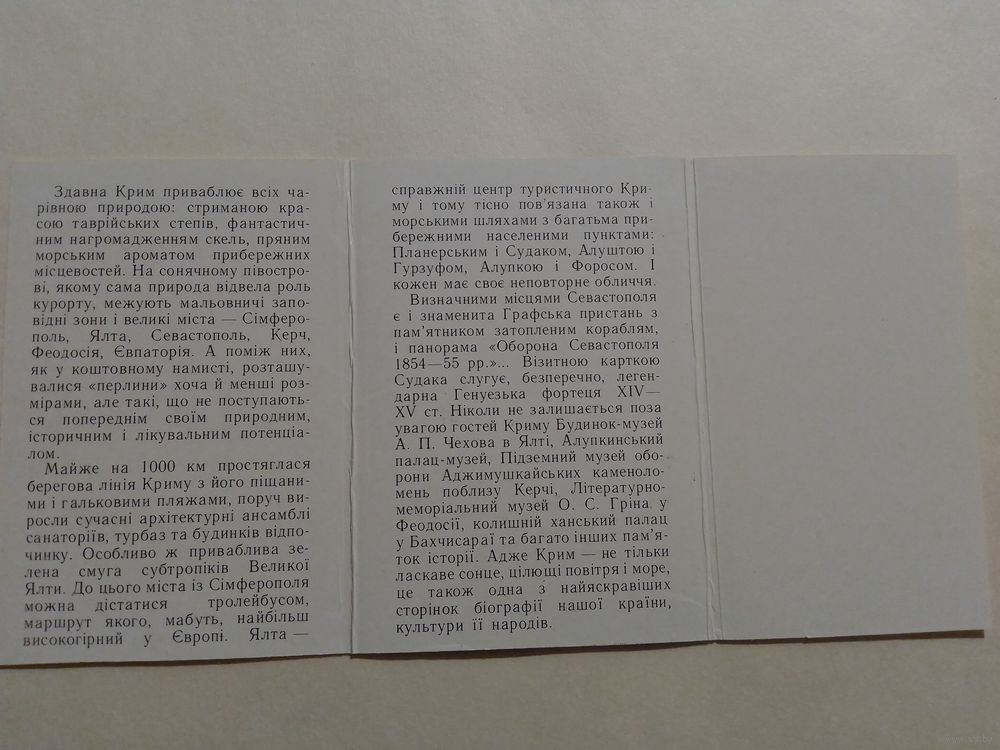 Здавна Крим приваблює всіх ча-
рівною природою: стриманою кра-
сою таврійських степів, фантастич-
ним нагромадженням скель, пряним
морським ароматом прибережних
місцевостей. На сонячному півостро-
ві, якому сама природа відвела роль
курорту, межують мальовничі запо-
відні зони і великі міста — Сімферо-
поль, Ялта, Севастополь, Керч,
Феодосія, Євпаторія. А поміж них,
як у коштовному намисті, розташу-
валися «перлини» хоча й менші роз-
мірами, але такі, що не поступають-
ся попереднім своїм природним,
історичним і лікувальним потенціа-
лом.
Майже на 1000 км простяглася
берегова лінія Криму з його піщани-
ми і гальковими пляжами, поруч ви-
росли сучасні архітектурні ансамблі
санаторіїв, турбаз та будинків відпо-
чинку. Особливо ж приваблива зе-
лена смуга субтропіків Великої
Ялти. До цього міста із Сімферополя
можна дістатися тролейбусом,
маршрут якого, мабуть, найбільш
високогірний у Європі. Ялта —
справжній центр туристичного Кри-
му і тому тісно пов'язана також і
морськими шляхами з багатьма при-
бережними населеними пунктами:
Планерським і Судаком, Алуштою і
Гурзуфом, Алупкою і Форосом. І
кожен має своє неповторне обличчя.
Визначними місцями Севастополя
є і знаменита Графська пристань з
пам'ятником затопленим кораблям,
і панорама «Оборона Севастополя
1854—55 рр.»... Візитною карткою
Судака слугує, безперечно, леген-
дарна Генуезька фортеця XIV—
XV ст. Ніколи не залишається поза
увагою гостей Криму Будинок-музей
А. П. Чехова в Ялті, Алупкинський
палац-музей, Підземний музей обо-
рони Аджимушкайських каменоло-
мень поблизу Керчі, Літературно-
меморіальний музей О. С. Гріна у
Феодосії, колишній ханський палац
у Бахчисараї та багато інших пам'я-
ток історії. Адже Крим — не тільки
ласкаве сонце, цілющі повітря і море,
це також одна з найяскравіших
сторінок біографії нашої країни,
культури її народів.